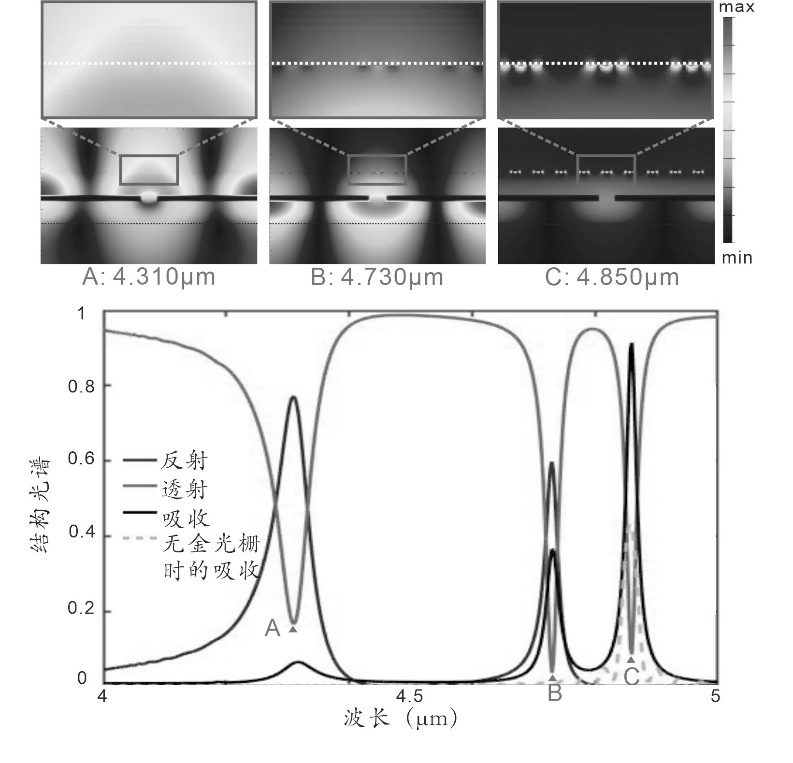 max
min
A: 4.310μm
B: 4.730μm
C: 4.850μm
1
0.8
0.6
0.4
0.2
0
结构光谱
反射
透射
吸收
无金光栅
时的吸收
A
B
C
4
4.5
5
波长 (μm)